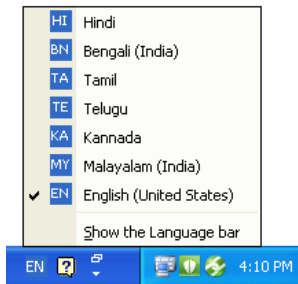 HI Hindi
BN Bengali (India)
TA Tamil
TE Telugu
KA Kannada
MY Malayalam (India)
EN English (United States)
Show the Language bar
EN ? 4:10 PM